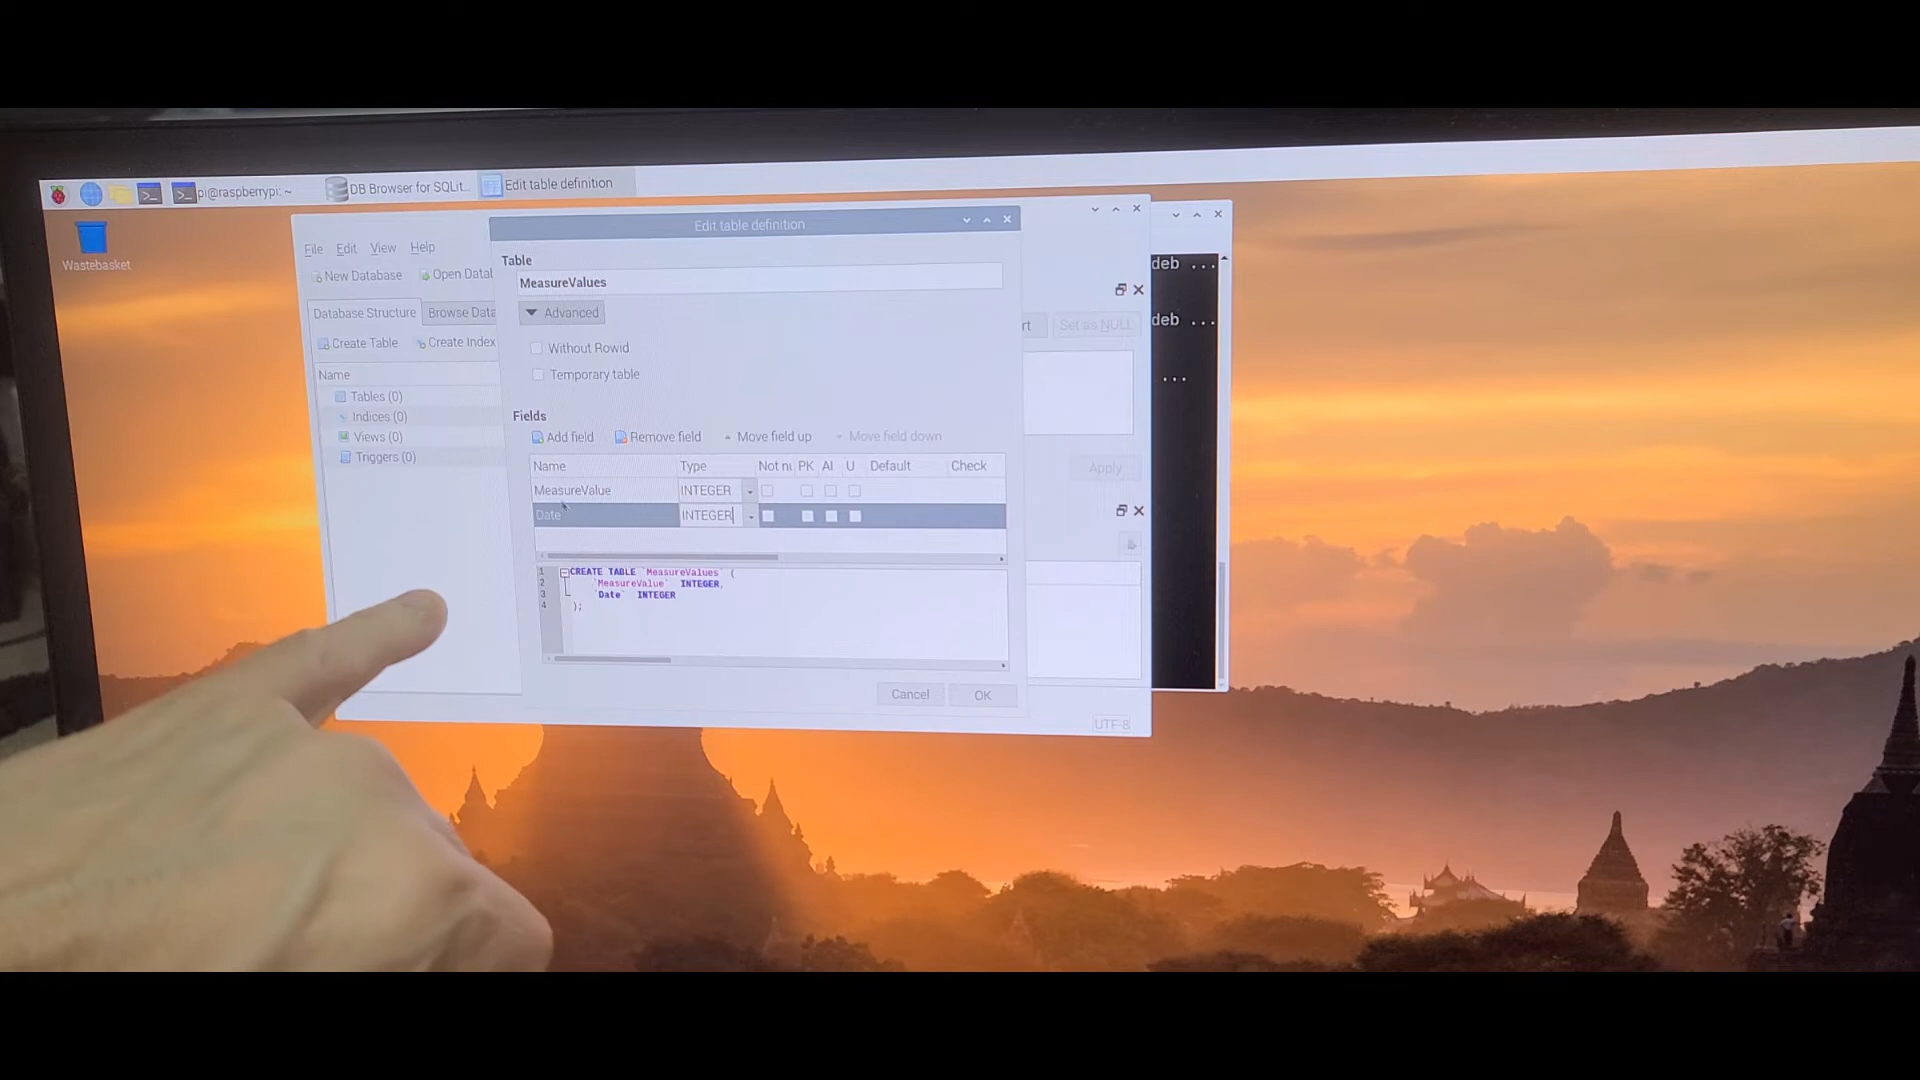 pi@raspberrypi: ~
DB Browser for SQLit...
Edit table definition
Wastebasket
Edit table definition
File Edit View Help
New Database
Open Datab
Database Structure
Browse Data
Create Table
Create Index
Name
Tables (0)
Indices (0)
Views (0)
Triggers (0)
Table
MeasureValues
Advanced
Without Rowid
Temporary table
Fields
Add field
Remove field
Move field up
Move field down
Name Type Not nu PK AI U Default Check
MeasureValue INTEGER
Date INTEGER
1 CREATE TABLE `MeasureValues` (
2 `MeasureValue` INTEGER,
3 `Date` INTEGER
4 );
Cancel
OK
rt
Set as NULL
Apply
UTF-8
deb ...
deb ...
...